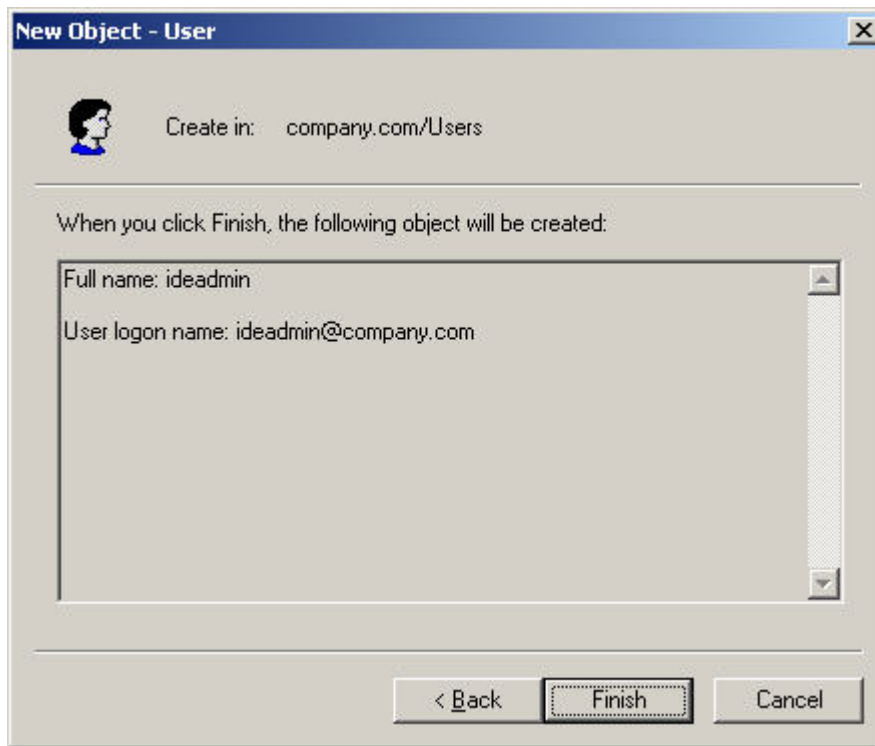 New Object - User
Create in: company.com/Users
When you click Finish, the following object will be created:
Full name: ideadmin
User logon name: ideadmin@company.com
< Back Finish Cancel